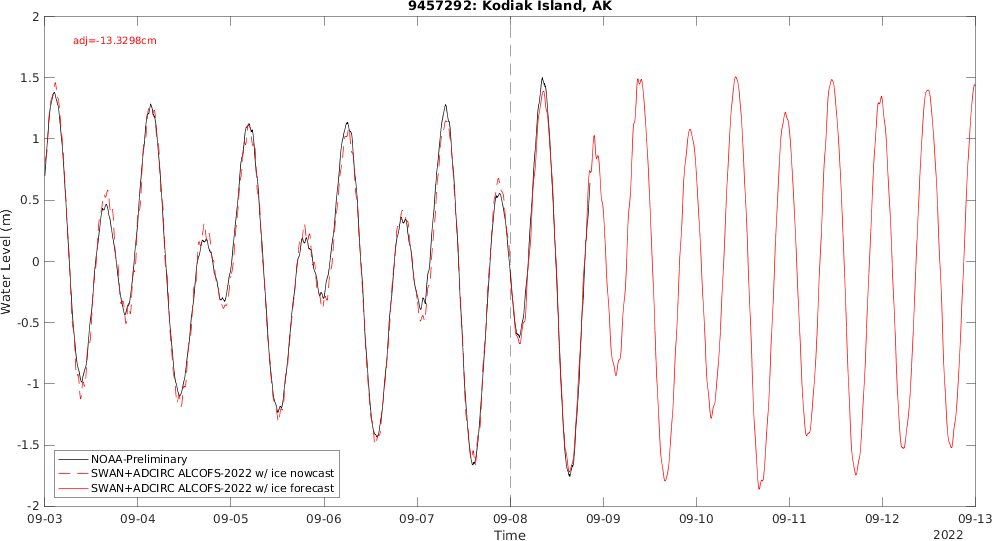 9457292: Kodiak Island, AK
adj=-13.3298cm
Water Level (m)
2
1.5
1
0.5
0
-0.5
-1
-1.5
-2
NOAA-Preliminary
SWAN+ADCIRC ALCOFS-2022 w/ ice nowcast
SWAN+ADCIRC ALCOFS-2022 w/ ice forecast
09-03 09-04 09-05 09-06 09-07 09-08 09-09 09-10 09-11 09-12 09-13
Time
2022